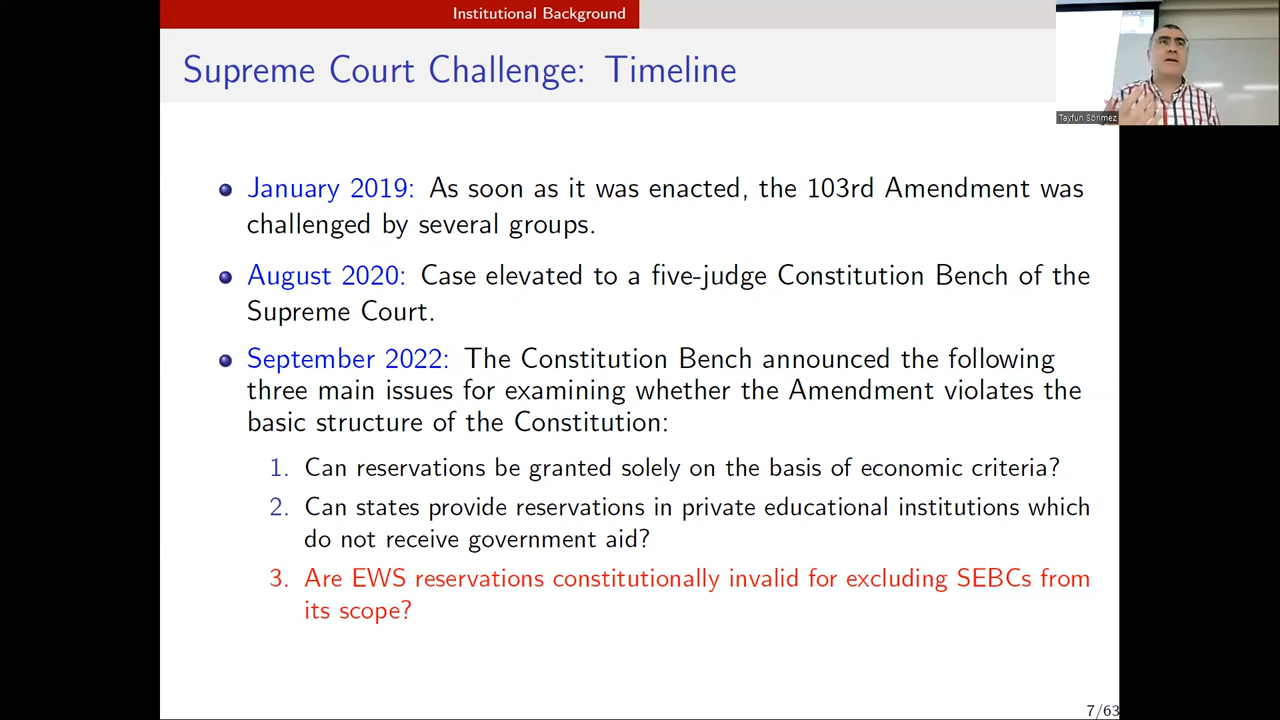 Institutional Background
Supreme Court Challenge: Timeline
Tayfun Sönmez
January 2019: As soon as it was enacted, the 103rd Amendment was
challenged by several groups.
August 2020: Case elevated to a five-judge Constitution Bench of the
Supreme Court.
September 2022: The Constitution Bench announced the following
three main issues for examining whether the Amendment violates the
basic structure of the Constitution:
1. Can reservations be granted solely on the basis of economic criteria?
2. Can states provide reservations in private educational institutions which
do not receive government aid?
3. Are EWS reservations constitutionally invalid for excluding SEBCs from
its scope?
7/63